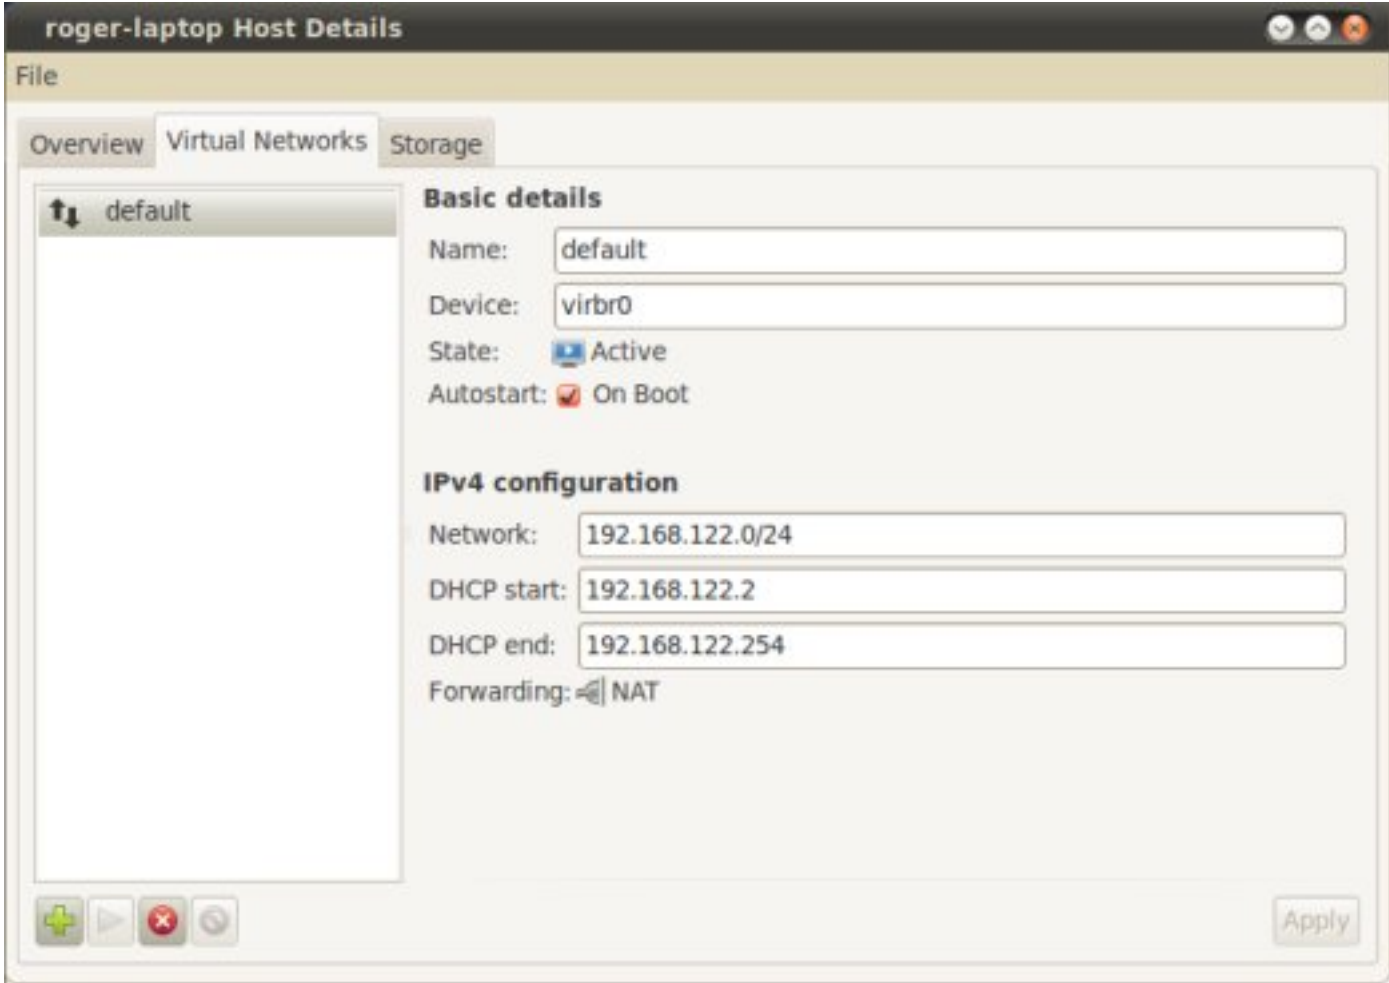 roger-laptop Host Details
File
Overview Virtual Networks Storage
default
Basic details
Name: default
Device: virbr0
State: Active
Autostart: On Boot
IPv4 configuration
Network: 192.168.122.0/24
DHCP start: 192.168.122.2
DHCP end: 192.168.122.254
Forwarding: NAT
Apply